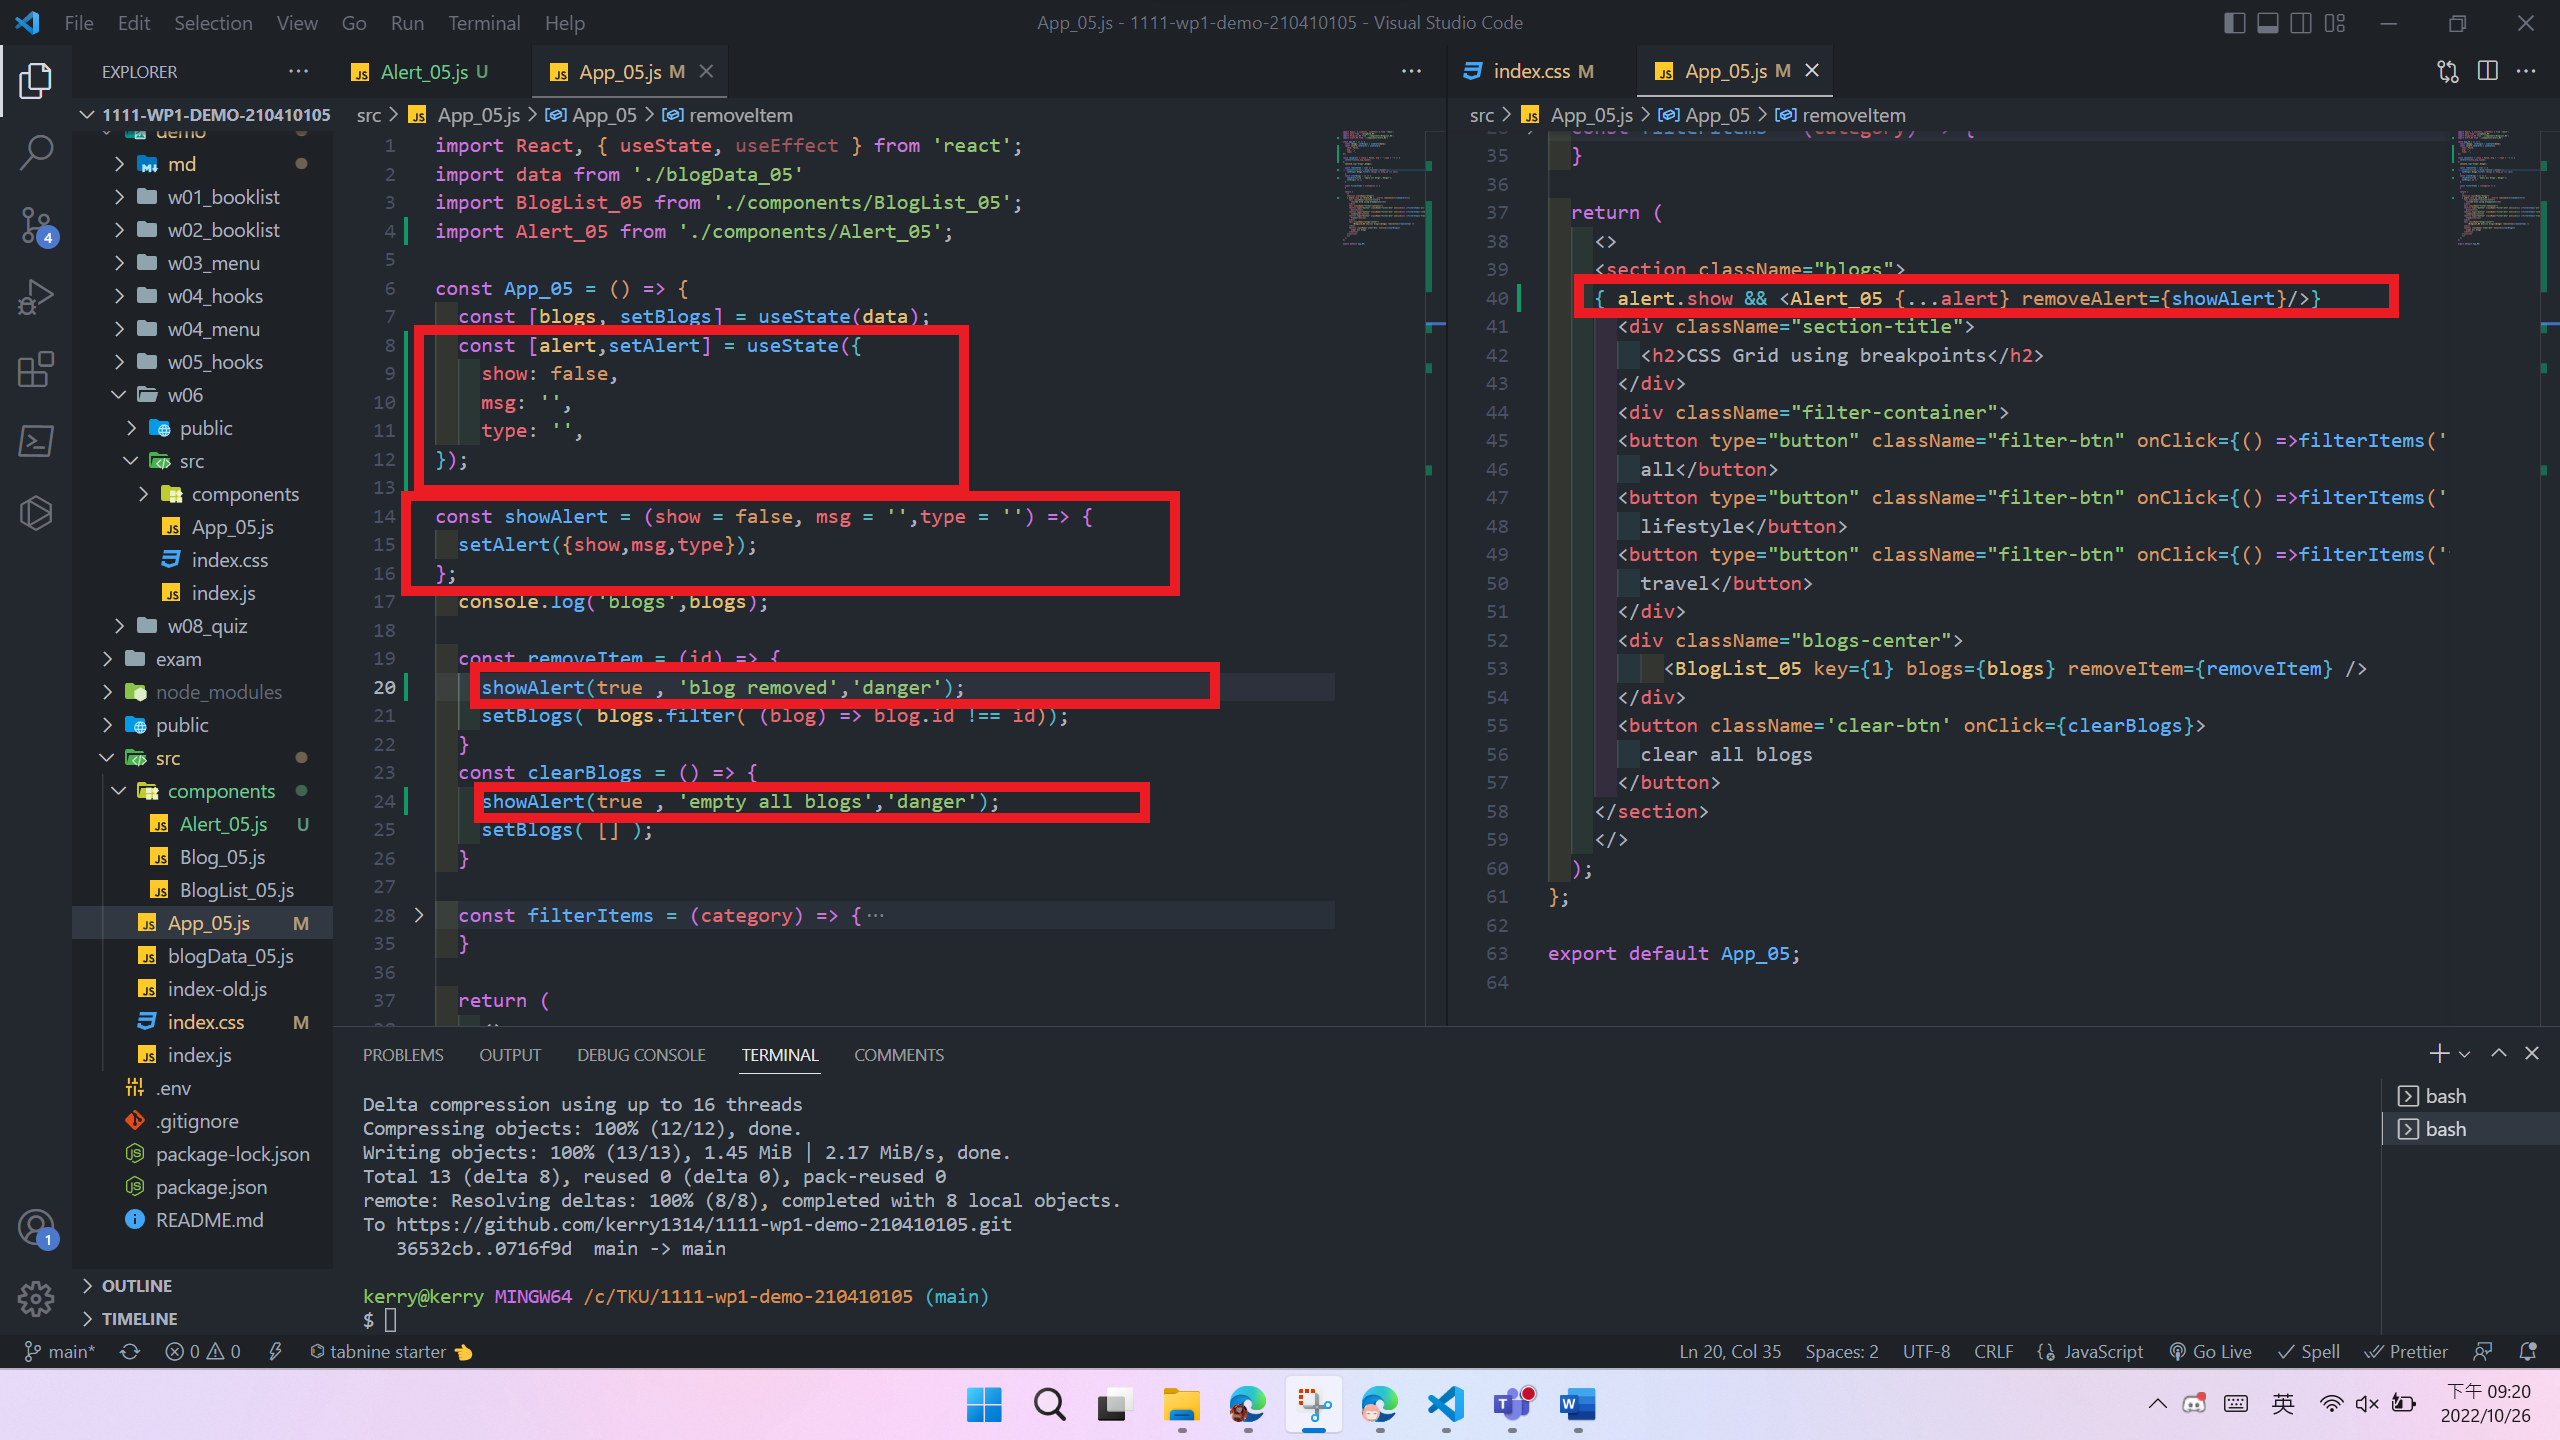 File Edit Selection View Go Run Terminal Help
App_05.js - 1111-wp1-demo-210410105 - Visual Studio Code
EXPLORER
1111-WP1-DEMO-210410105
demo
md
w01_booklist
w02_booklist
w03_menu
w04_hooks
w04_menu
w05_hooks
w06
public
src
components
App_05.js
index.css
index.js
w08_quiz
exam
node_modules
public
src
components
Alert_05.js U
Blog_05.js
BlogList_05.js
App_05.js M
blogData_05.js
index-old.js
index.css M
index.js
.env
.gitignore
package-lock.json
package.json
README.md
OUTLINE
TIMELINE
4
1
Alert_05.js U App_05.js M
src > App_05.js > App_05 > removeItem
1 import React, { useState, useEffect } from 'react';
2 import data from './blogData_05'
3 import BlogList_05 from './components/BlogList_05';
4 import Alert_05 from './components/Alert_05';
5
6 const App_05 = () => {
7 const [blogs, setBlogs] = useState(data);
8 const [alert,setAlert] = useState({
9 show: false,
10 msg: '',
11 type: '',
12 });
13
14 const showAlert = (show = false, msg = '',type = '') => {
15 setAlert({show,msg,type});
16 };
17 console.log('blogs',blogs);
18
19 const removeItem = (id) => {
20 showAlert(true , 'blog removed','danger');
21 setBlogs( blogs.filter( (blog) => blog.id !== id));
22 }
23 const clearBlogs = () => {
24 showAlert(true , 'empty all blogs','danger');
25 setBlogs( [] );
26 }
27
28 const filterItems = (category) => {⋯
35 }
36
37 return (
index.css M App_05.js M
src > App_05.js > App_05 > removeItem
28 const filterItems = (category) => {
35 }
36
37 return (
38 <>
39 <section className="blogs">
40 { alert.show && <Alert_05 {...alert} removeAlert={showAlert}/>}
41 <div className="section-title">
42 <h2>CSS Grid using breakpoints</h2>
43 </div>
44 <div className="filter-container">
45 <button type="button" className="filter-btn" onClick={() =>filterItems('
46 all</button>
47 <button type="button" className="filter-btn" onClick={() =>filterItems('
48 lifestyle</button>
49 <button type="button" className="filter-btn" onClick={() =>filterItems('
50 travel</button>
51 </div>
52 <div className="blogs-center">
53 <BlogList_05 key={1} blogs={blogs} removeItem={removeItem} />
54 </div>
55 <button className='clear-btn' onClick={clearBlogs}>
56 clear all blogs
57 </button>
58 </section>
59 </>
60 );
61 };
62
63 export default App_05;
64
PROBLEMS OUTPUT DEBUG CONSOLE TERMINAL COMMENTS
Delta compression using up to 16 threads
Compressing objects: 100% (12/12), done.
Writing objects: 100% (13/13), 1.45 MiB | 2.17 MiB/s, done.
Total 13 (delta 8), reused 0 (delta 0), pack-reused 0
remote: Resolving deltas: 100% (8/8), completed with 8 local objects.
To https://github.com/kerry1314/1111-wp1-demo-210410105.git
36532cb..0716f9d main -> main
kerry@kerry MINGW64 /c/TKU/1111-wp1-demo-210410105 (main)
$
bash
bash
main* 0 0 tabnine starter
Ln 20, Col 35 Spaces: 2 UTF-8 CRLF JavaScript Go Live Spell Prettier
英
下午 09:20
2022/10/26